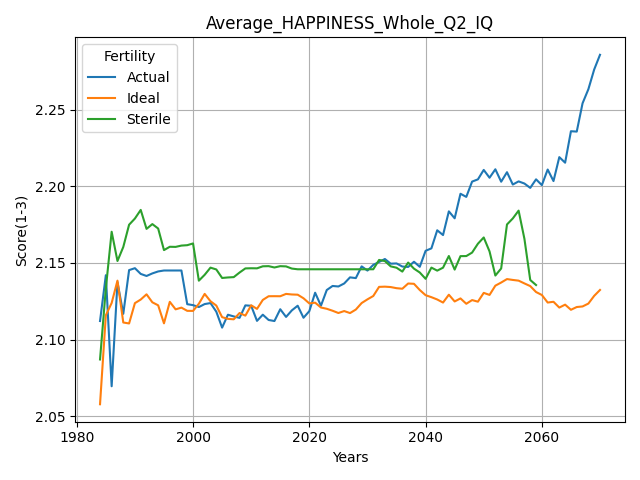 Average_HAPPINESS_Whole_Q2_IQ
Fertility
Actual
Ideal
Sterile
Score(1-3)
2.25
2.20
2.15
2.10
2.05
1980
2000
2020
2040
2060
Years